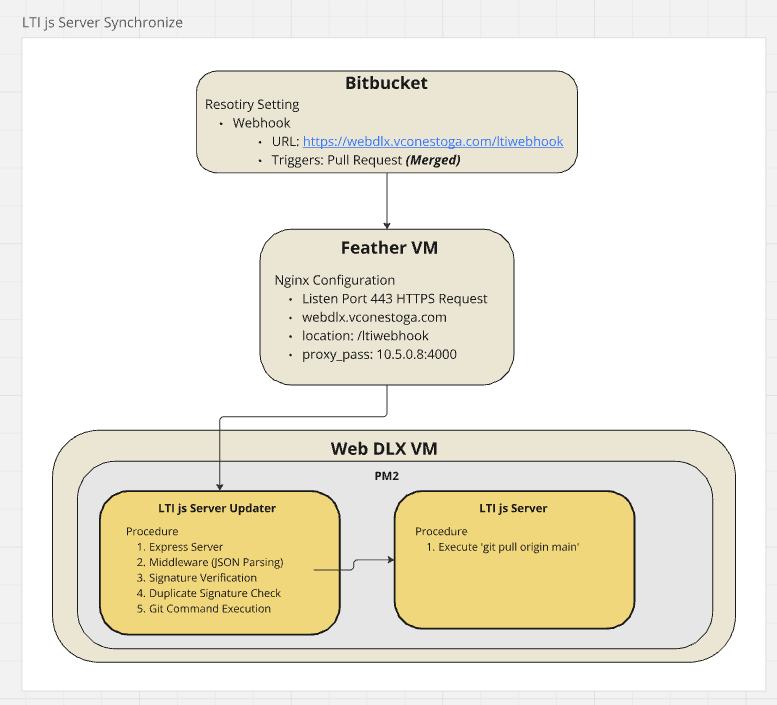 LTI js Server Synchronize
Bitbucket
Resotiry Setting
• Webhook
• URL: https://webdlx.vconestoga.com/ltiwebhook
• Triggers: Pull Request (Merged)
Feather VM
Nginx Configuration
• Listen Port 443 HTTPS Request
• webdlx.vconestoga.com
• location: /ltiwebhook
• proxy_pass: 10.5.0.8:4000
Web DLX VM
PM2
LTI js Server Updater
Procedure
1. Express Server
2. Middleware (JSON Parsing)
3. Signature Verification
4. Duplicate Signature Check
5. Git Command Execution
LTI js Server
Procedure
1. Execute 'git pull origin main'